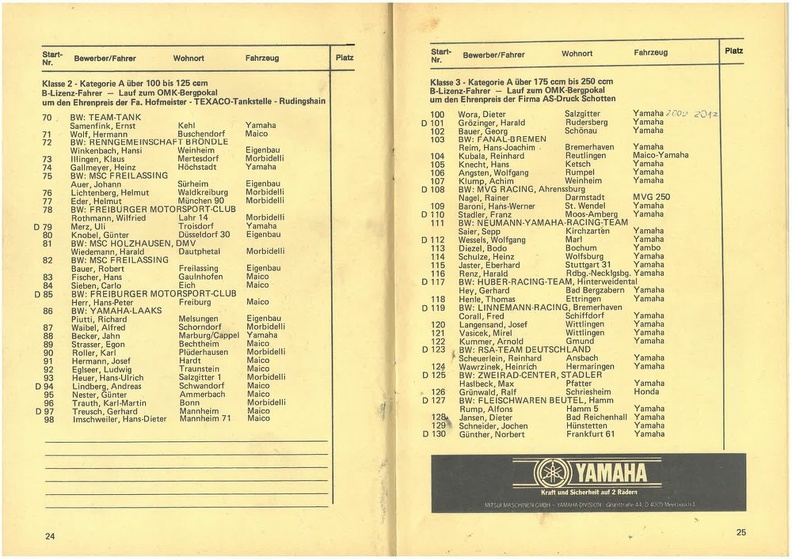 Start-Nr. Bewerber/Fahrer Wohnort Fahrzeug Platz
Klasse 2 - Kategorie A über 100 bis 125 ccm
B-Lizenz-Fahrer — Lauf zum OMK-Bergpokal
um den Ehrenpreis der Fa. Hofmeister - TEXACO-Tankstelle - Rudingshain
70 BW: TEAM-TANK
Samenfink, Ernst Kehl Yamaha
71 Wolf, Hermann Buschendorf Maico
72 BW: RENNGEMEINSCHAFT BRÖNDLE
Winkenbach, Hansi Weinheim Eigenbau
73 Illingen, Klaus Mertesdorf Morbidelli
74 Gallmeyer, Heinz Höchstadt Yamaha
75 BW: MSC FREILASSING
Auer, Johann Sürheim Eigenbau
76 Lichtenberg, Helmut Waldkreiburg Morbidelli
77 Eder, Helmut München 90 Morbidelli
78 BW: FREIBURGER MOTORSPORT-CLUB
Rothmann, Wilfried Lahr 14 Morbidelli
D 79 Merz, Uli Troisdorf Yamaha
80 Knobel, Günter Düsseldorf 30 Eigenbau
81 BW: MSC HOLZHAUSEN, DMV
Wiedemann, Harald Dautphetal Morbidelli
82 BW: MSC FREILASSING
Bauer, Robert Freilassing Eigenbau
83 Fischer, Hans Gaulnhofen Maico
84 Sieben, Carlo Eich Maico
D 85 BW: FREIBURGER MOTORSPORT-CLUB
Herr, Hans-Peter Freiburg Maico
86 BW: YAMAHA-LAAKS
Piutti, Richard Melsungen Eigenbau
87 Waibel, Alfred Schorndorf Morbidelli
88 Becker, Jahn Marburg/Cappel Yamaha
89 Strasser, Egon Bechtheim Maico
90 Roller, Karl Plüderhausen Morbidelli
91 Hermann, Josef Hardt Maico
92 Eglseer, Ludwig Traunstein Maico
93 Heuer, Hans-Ulrich Salzgitter 1 Morbidelli
D 94 Lindberg, Andreas Schwandorf Maico
95 Nester, Günter Ammerbach Maico
96 Trauth, Karl-Martin Bonn Morbidelli
D 97 Treusch, Gerhard Mannheim Maico
98 Imschweiler, Hans-Dieter Mannheim 71 Maico
24
Start-Nr. Bewerber/Fahrer Wohnort Fahrzeug Platz
Klasse 3 - Kategorie A über 175 ccm bis 250 ccm
B-Lizenz-Fahrer — Lauf zum OMK-Bergpokal
um den Ehrenpreis der Firma AS-Druck Schotten
100 Wora, Dieter Salzgitter Yamaha
D 101 Grözinger, Harald Rudersberg Yamaha
102 Bauer, Georg Schönau Yamaha
103 BW: FANAL-BREMEN
Reim, Hans-Joachim Bremerhaven Yamaha
104 Kubala, Reinhard Reutlingen Maico-Yamaha
105 Knecht, Hans Ketsch Yamaha
106 Angsten, Wolfgang Rumpel Yamaha
107 Klump, Achim Weinheim Yamaha
D 108 BW: MVG RACING, Ahrenssburg
Nagel, Rainer Darmstadt MVG 250
109 Baroni, Hans-Werner St. Wendel Yamaha
D 110 Stadler, Franz Moos-Amberg Yamaha
111 BW: NEUMANN-YAMAHA-RACING-TEAM
Saier, Sepp Kirchzarten Yamaha
D 112 Wessels, Wolfgang Marl Yamaha
113 Diezel, Bodo Bochum Yambo
114 Schulze, Heinz Wolfsburg Yamaha
115 Jaster, Eberhard Stuttgart 31 Yamaha
116 Renz, Harald Rdbg.-Necklgsbg. Yamaha
D 117 BW: HUBER-RACING-TEAM, Hinterweidental
Hey, Gerhard Bad Bergzabern Yamaha
118 Henle, Thomas Ettringen Yamaha
D 119 BW: LINNEMANN-RACING, Bremerhaven
Corall, Fred Schiffdorf Yamaha
120 Langensand, Josef Wittlingen Yamaha
121 Vasicek, Mirel Wittlingen Yamaha
122 Kummer, Arnold Gmund Yamaha
D 123 BW: RSA-TEAM DEUTSCHLAND
Scheuerlein, Reinhard Ansbach Yamaha
124 Wawrzinek, Heinrich Hermaringen Yamaha
D 125 BW: ZWEIRAD-CENTER, STADLER
Haslbeck, Max Pfatter Yamaha
126 Grünwald, Ralf Schriesheim Honda
D 127 BW: FLEISCHWAREN BEUTEL, Hamm
Rump, Alfons Hamm 5 Yamaha
128 Jansen, Dieter Bad Reichenhall Yamaha
129 Schneider, Jochen Hünstetten Yamaha
D 130 Günther, Norbert Frankfurt 61 Yamaha
YAMAHA
Kraft und Sicherheit auf 2 Rädern
MITSUI MASCHINEN GMBH – YAMAHA DIVISION
25